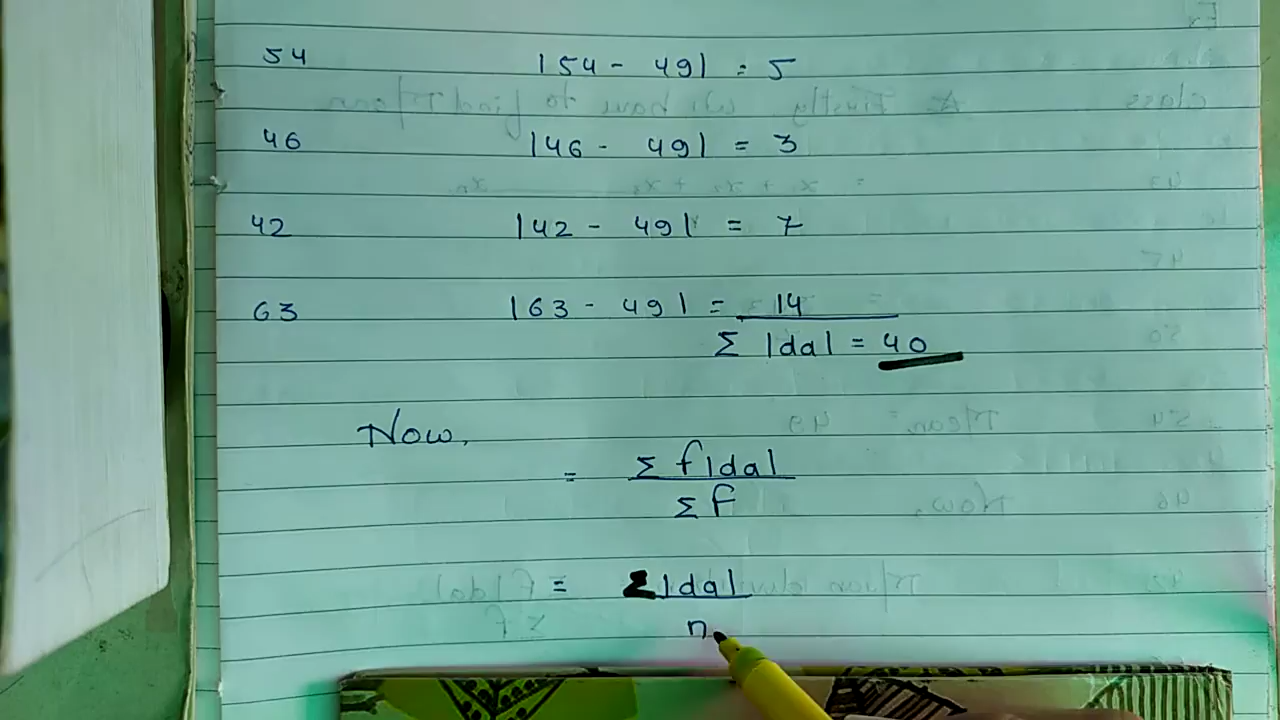 54 |54 - 49| = 5
46 |46 - 49| = 3
42 |42 - 49| = 7
63 |63 - 49| = 14
Σ |da| = 40
Now,
= Σ f|da|
Σ f
= Σ|da|
n